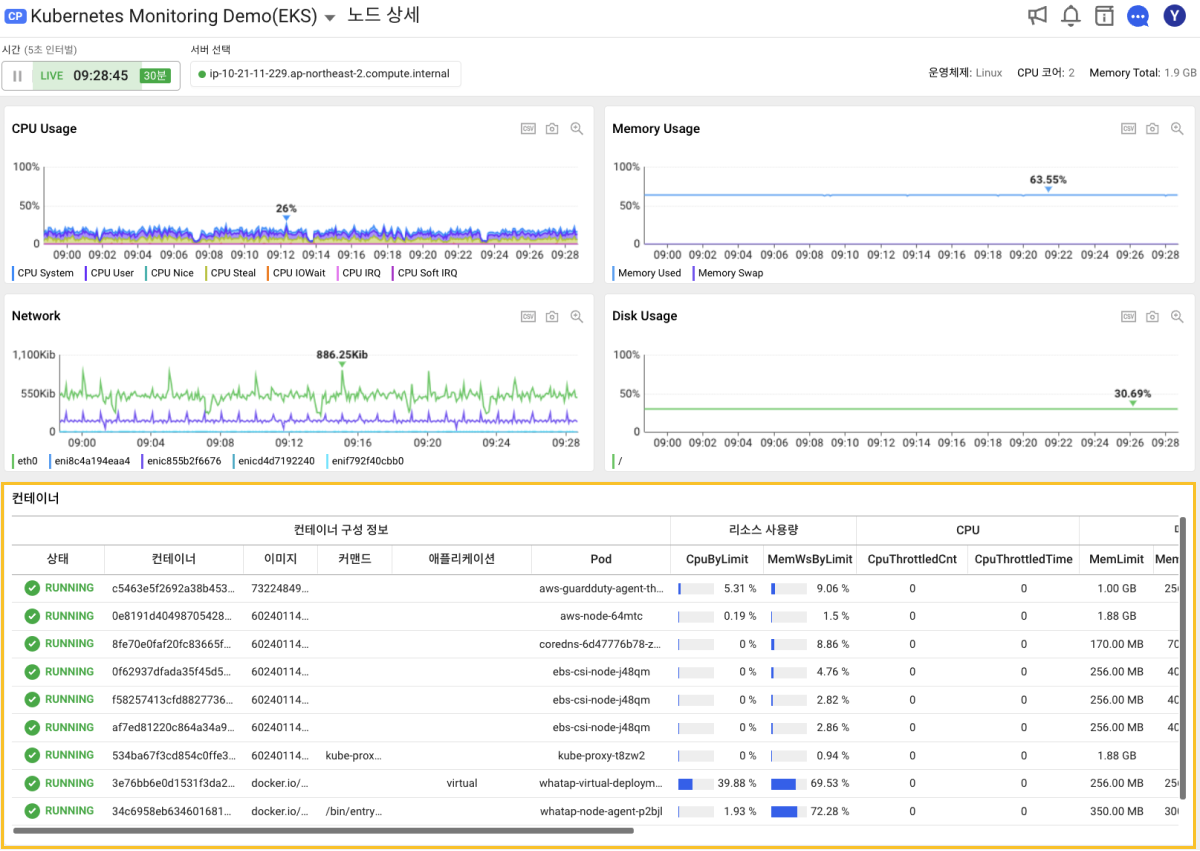 CP Kubernetes Monitoring Demo(EKS) 노드 상세 Y
시간 (5초 인터벌) 서버 선택
LIVE 09:28:45 30분 ip-10-21-11-229.ap-northeast-2.compute.internal 운영체제: Linux CPU 코어: 2 Memory Total: 1.9 GB
CPU Usage CSV
100%
50%
0
26%
09:00 09:02 09:04 09:06 09:08 09:10 09:12 09:14 09:16 09:18 09:20 09:22 09:24 09:26 09:28
CPU System CPU User CPU Nice CPU Steal CPU IOWait CPU IRQ CPU Soft IRQ
Memory Usage CSV
100%
50%
0
63.55%
09:00 09:02 09:04 09:06 09:08 09:10 09:12 09:14 09:16 09:18 09:20 09:22 09:24 09:26 09:28
Memory Used Memory Swap
Network CSV
1,100Kib
550Kib
0
886.25Kib
09:00 09:04 09:08 09:12 09:16 09:20 09:24 09:28
eth0 eni8c4a194eaa4 enic855b2f6676 enicd4d7192240 enif792f40cbb0
Disk Usage CSV
100%
50%
0
30.69%
09:00 09:02 09:04 09:06 09:08 09:10 09:12 09:14 09:16 09:18 09:20 09:22 09:24 09:26 09:28
/
컨테이너
컨테이너 구성 정보 리소스 사용량 CPU
상태 컨테이너 이미지 커맨드 애플리케이션 Pod CpuByLimit MemWsByLimit CpuThrottledCnt CpuThrottledTime MemLimit Mem
RUNNING c5463e5f2692a38b453... 73224849... aws-guardduty-agent-th... 5.31 % 9.06 % 0 0 1.00 GB
RUNNING 0e8191d40498705428... 60240114... aws-node-64mtc 0.19 % 1.5 % 0 0 1.88 GB
RUNNING 8fe70e0faf20fc83665f... 60240114... coredns-6d47776b78-z... 0 % 8.86 % 0 0 170.00 MB
RUNNING 0f62937dfada35f45d5... 60240114... ebs-csi-node-j48qm 0 % 4.76 % 0 0 256.00 MB
RUNNING f58257413cfd8827736... 60240114... ebs-csi-node-j48qm 0 % 2.82 % 0 0 256.00 MB
RUNNING af7ed81220c864a34a9... 60240114... ebs-csi-node-j48qm 0 % 2.86 % 0 0 256.00 MB
RUNNING 534ba67f3cd854c0ffe3... 60240114... kube-prox... kube-proxy-t8zw2 0 % 0.94 % 0 0 1.88 GB
RUNNING 3e76bb6e0d1531f3da2... docker.io/... virtual whatap-virtual-deploym... 39.88 % 69.53 % 0 0 256.00 MB
RUNNING 34c6958eb634601681... docker.io/... /bin/entry... whatap-node-agent-p2bjl 1.93 % 72.28 % 0 0 350.00 MB